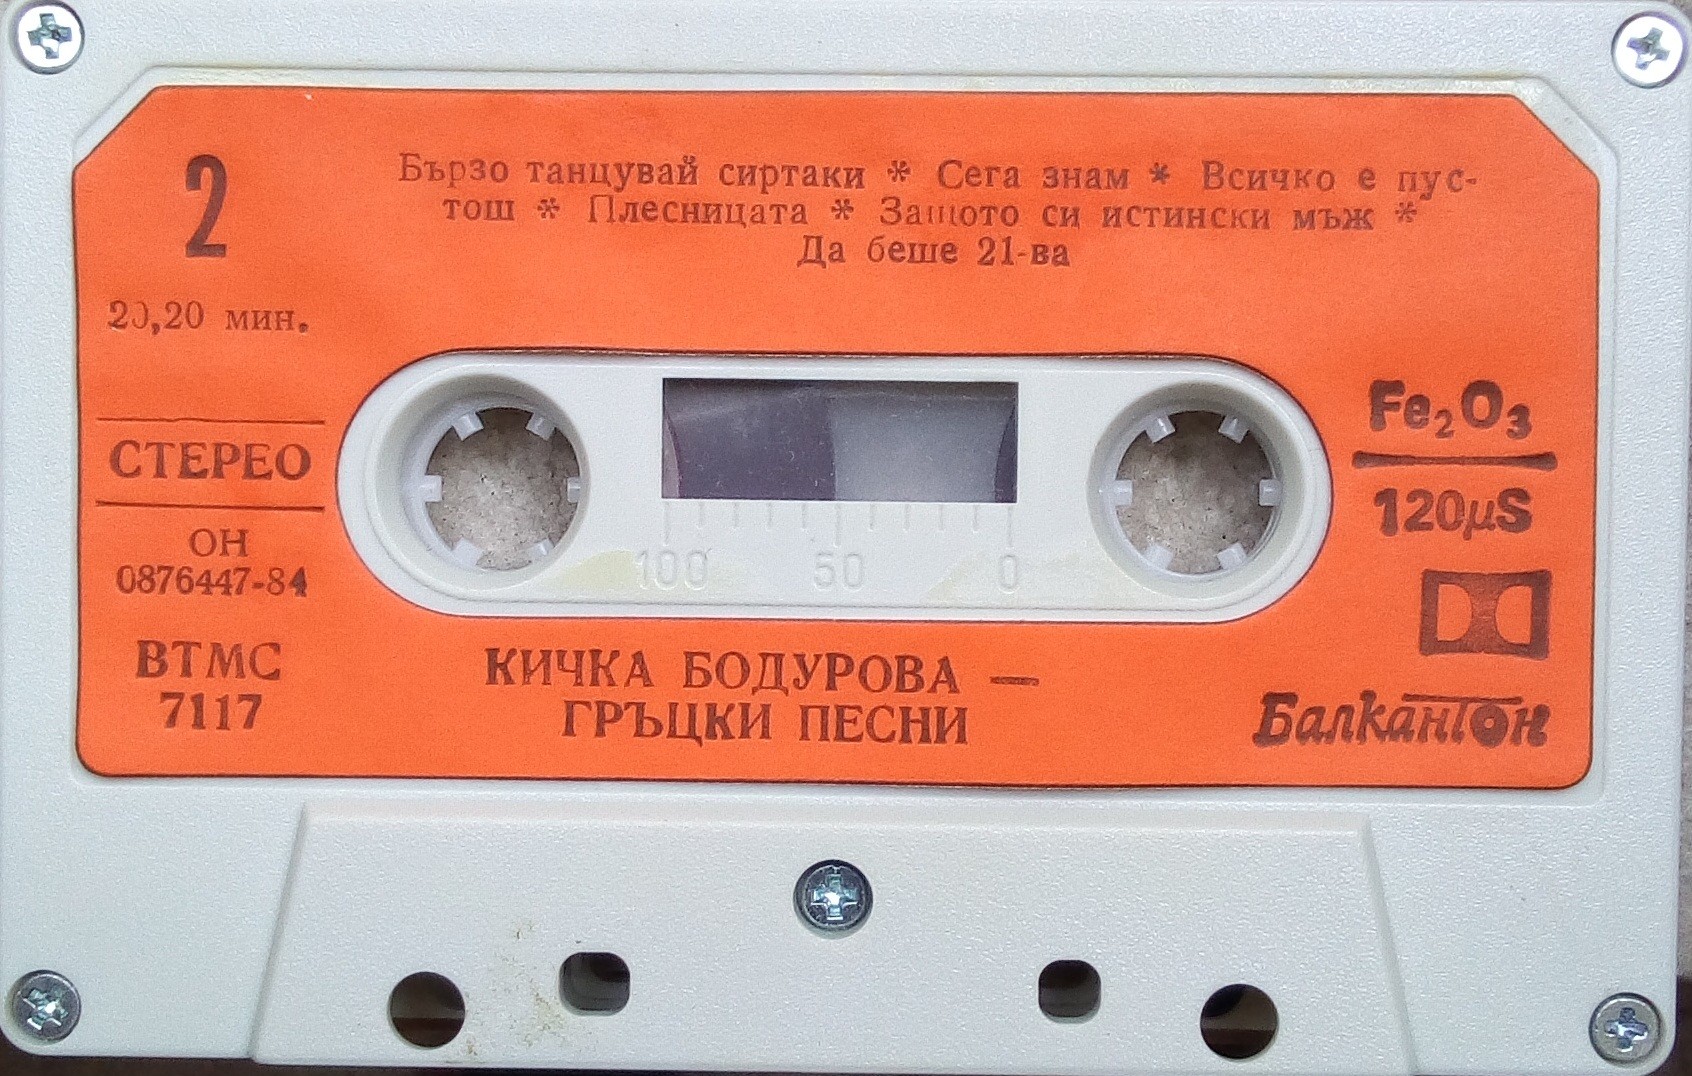 2
Бързо танцувай сиртаки * Сега знам * Всичко е пус-
тош * Плесницата * Защото си истински мъж *
Да беше 21-ва
20,20 мин.
СТЕРЕО
ОН
0876447-84
ВТМС
7117
100 50 0
Fe₂O₃
120μS
КИЧКА БОДУРОВА —
ГРЪЦКИ ПЕСНИ
Балкантон